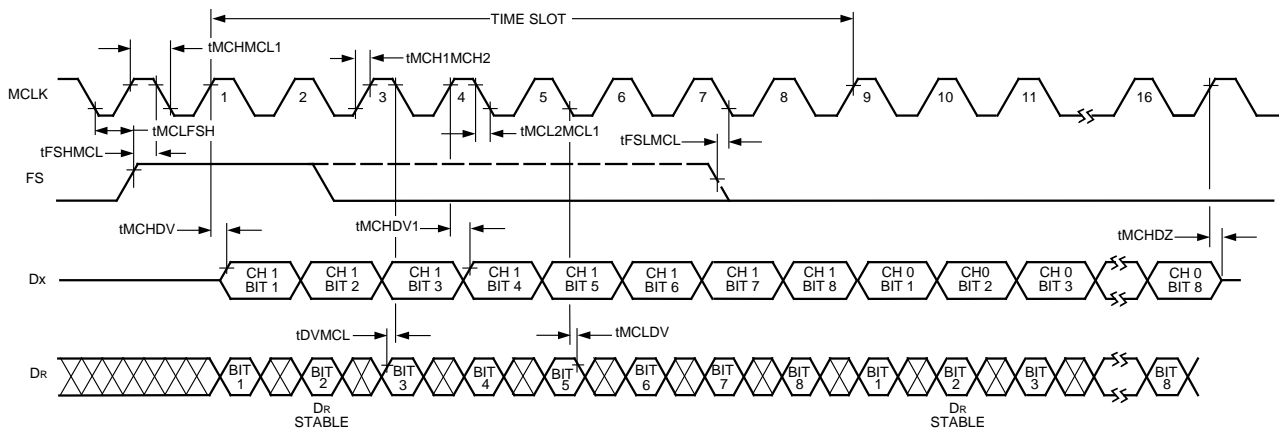 TIME SLOT
tMCHMCL1
tMCH1MCH2
MCLK
1 2 3 4 5 6 7 8 9 10 11 16
tMCLFSH
tMCL2MCL1
tFSHMCL
tFSLMCL
FS
tMCHDV
tMCHDV1
tMCHDZ
DX
CH 1 CH 1 CH 1 CH 1 CH 1 CH 1 CH 1 CH 1 CH 0 CH0 CH 0 CH 0
BIT 1 BIT 2 BIT 3 BIT 4 BIT 5 BIT 6 BIT 7 BIT 8 BIT 1 BIT 2 BIT 3 BIT 8
tDVMCL
tMCLDV
DR
BIT BIT BIT BIT BIT BIT BIT BIT BIT BIT BIT BIT
1 2 3 4 5 6 7 8 1 2 3 8
DR DR
STABLE STABLE